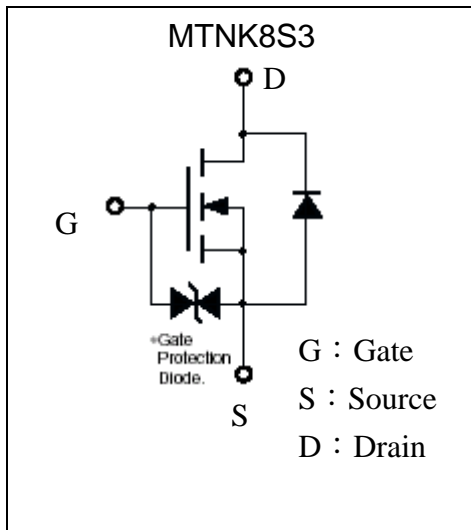 MTNK8S3
D
G
*Gate
Protection
Diode.
S
G：Gate
S：Source
D：Drain